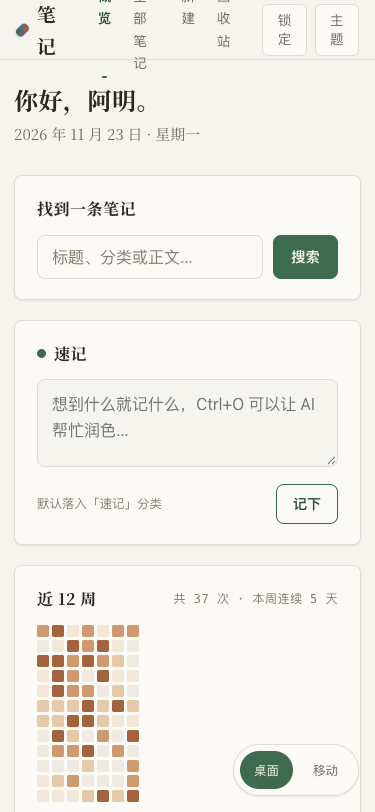 笔记
概览
全部笔记
新建
回收站
锁定
主题
你好，阿明。
2026 年 11 月 23 日 · 星期一
找到一条笔记
标题、分类或正文...
搜索
速记
想到什么就记什么，Ctrl+O 可以让 AI
帮忙润色...
默认落入「速记」分类
记下
近 12 周
共 37 次 · 本周连续 5 天
桌面
移动